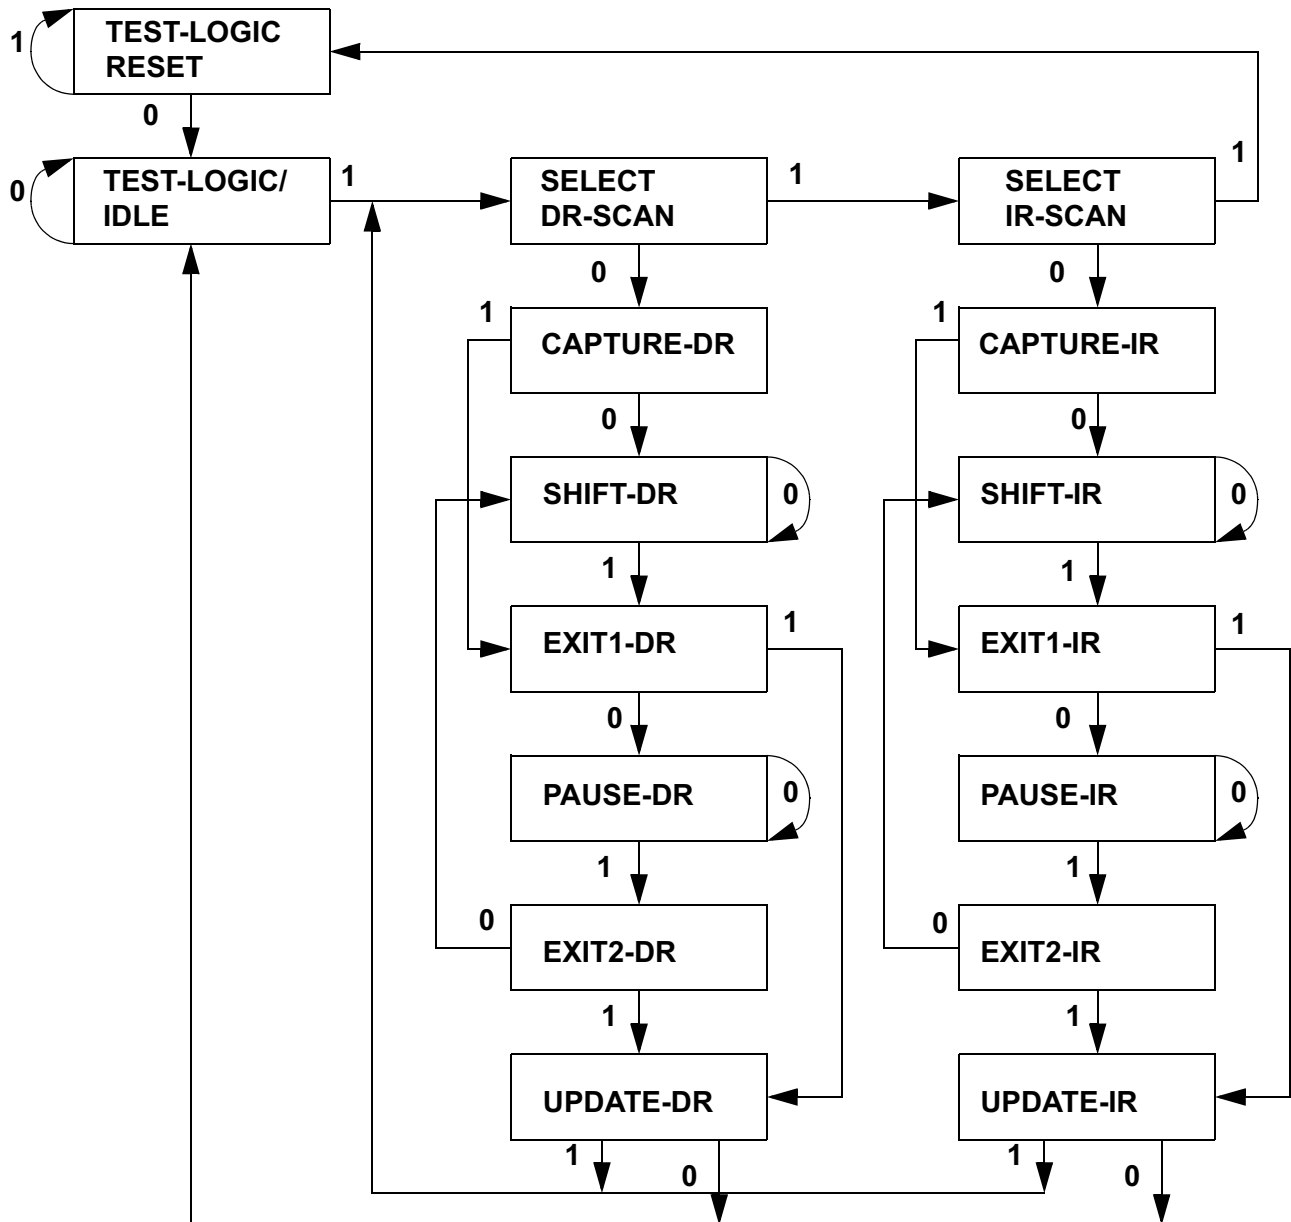 1
TEST-LOGIC
RESET
0
0
TEST-LOGIC/
IDLE
1
SELECT
DR-SCAN
1
SELECT
IR-SCAN
1
0
0
1
CAPTURE-DR
1
CAPTURE-IR
0
0
SHIFT-DR
0
SHIFT-IR
0
1
1
EXIT1-DR
1
EXIT1-IR
1
0
0
PAUSE-DR
0
PAUSE-IR
0
1
1
0
EXIT2-DR
0
EXIT2-IR
1
1
UPDATE-DR
UPDATE-IR
1
0
1
0